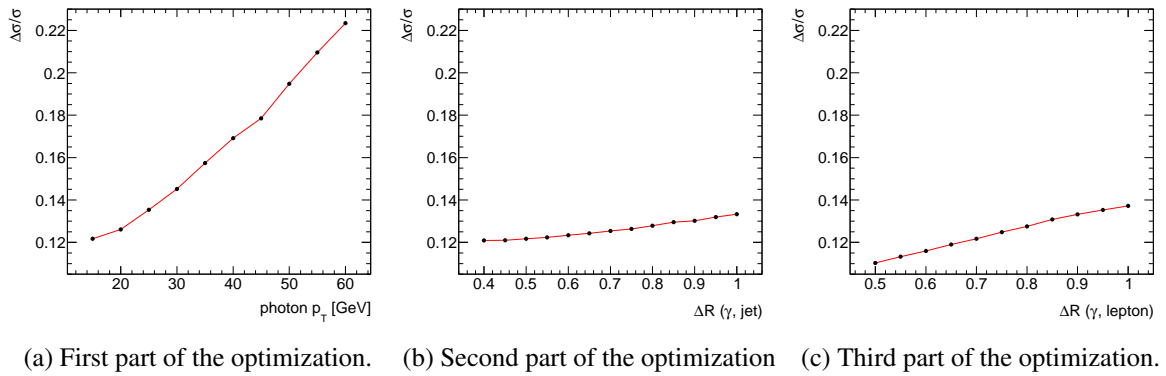 Δσ/σ
0.22
0.2
0.18
0.16
0.14
0.12
20 30 40 50 60
photon p_T [GeV]
Δσ/σ
0.22
0.2
0.18
0.16
0.14
0.12
0.4 0.5 0.6 0.7 0.8 0.9 1
ΔR (γ, jet)
Δσ/σ
0.22
0.2
0.18
0.16
0.14
0.12
0.5 0.6 0.7 0.8 0.9 1
ΔR (γ, lepton)
(a) First part of the optimization.
(b) Second part of the optimization
(c) Third part of the optimization.